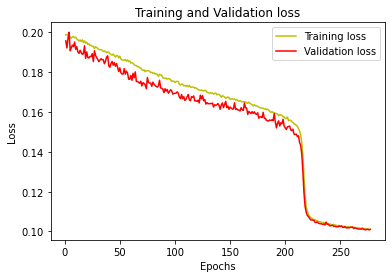 Training and Validation loss
Training loss
Validation loss
0.20
0.18
0.16
0.14
0.12
0.10
Loss
0
50
100
150
200
250
Epochs